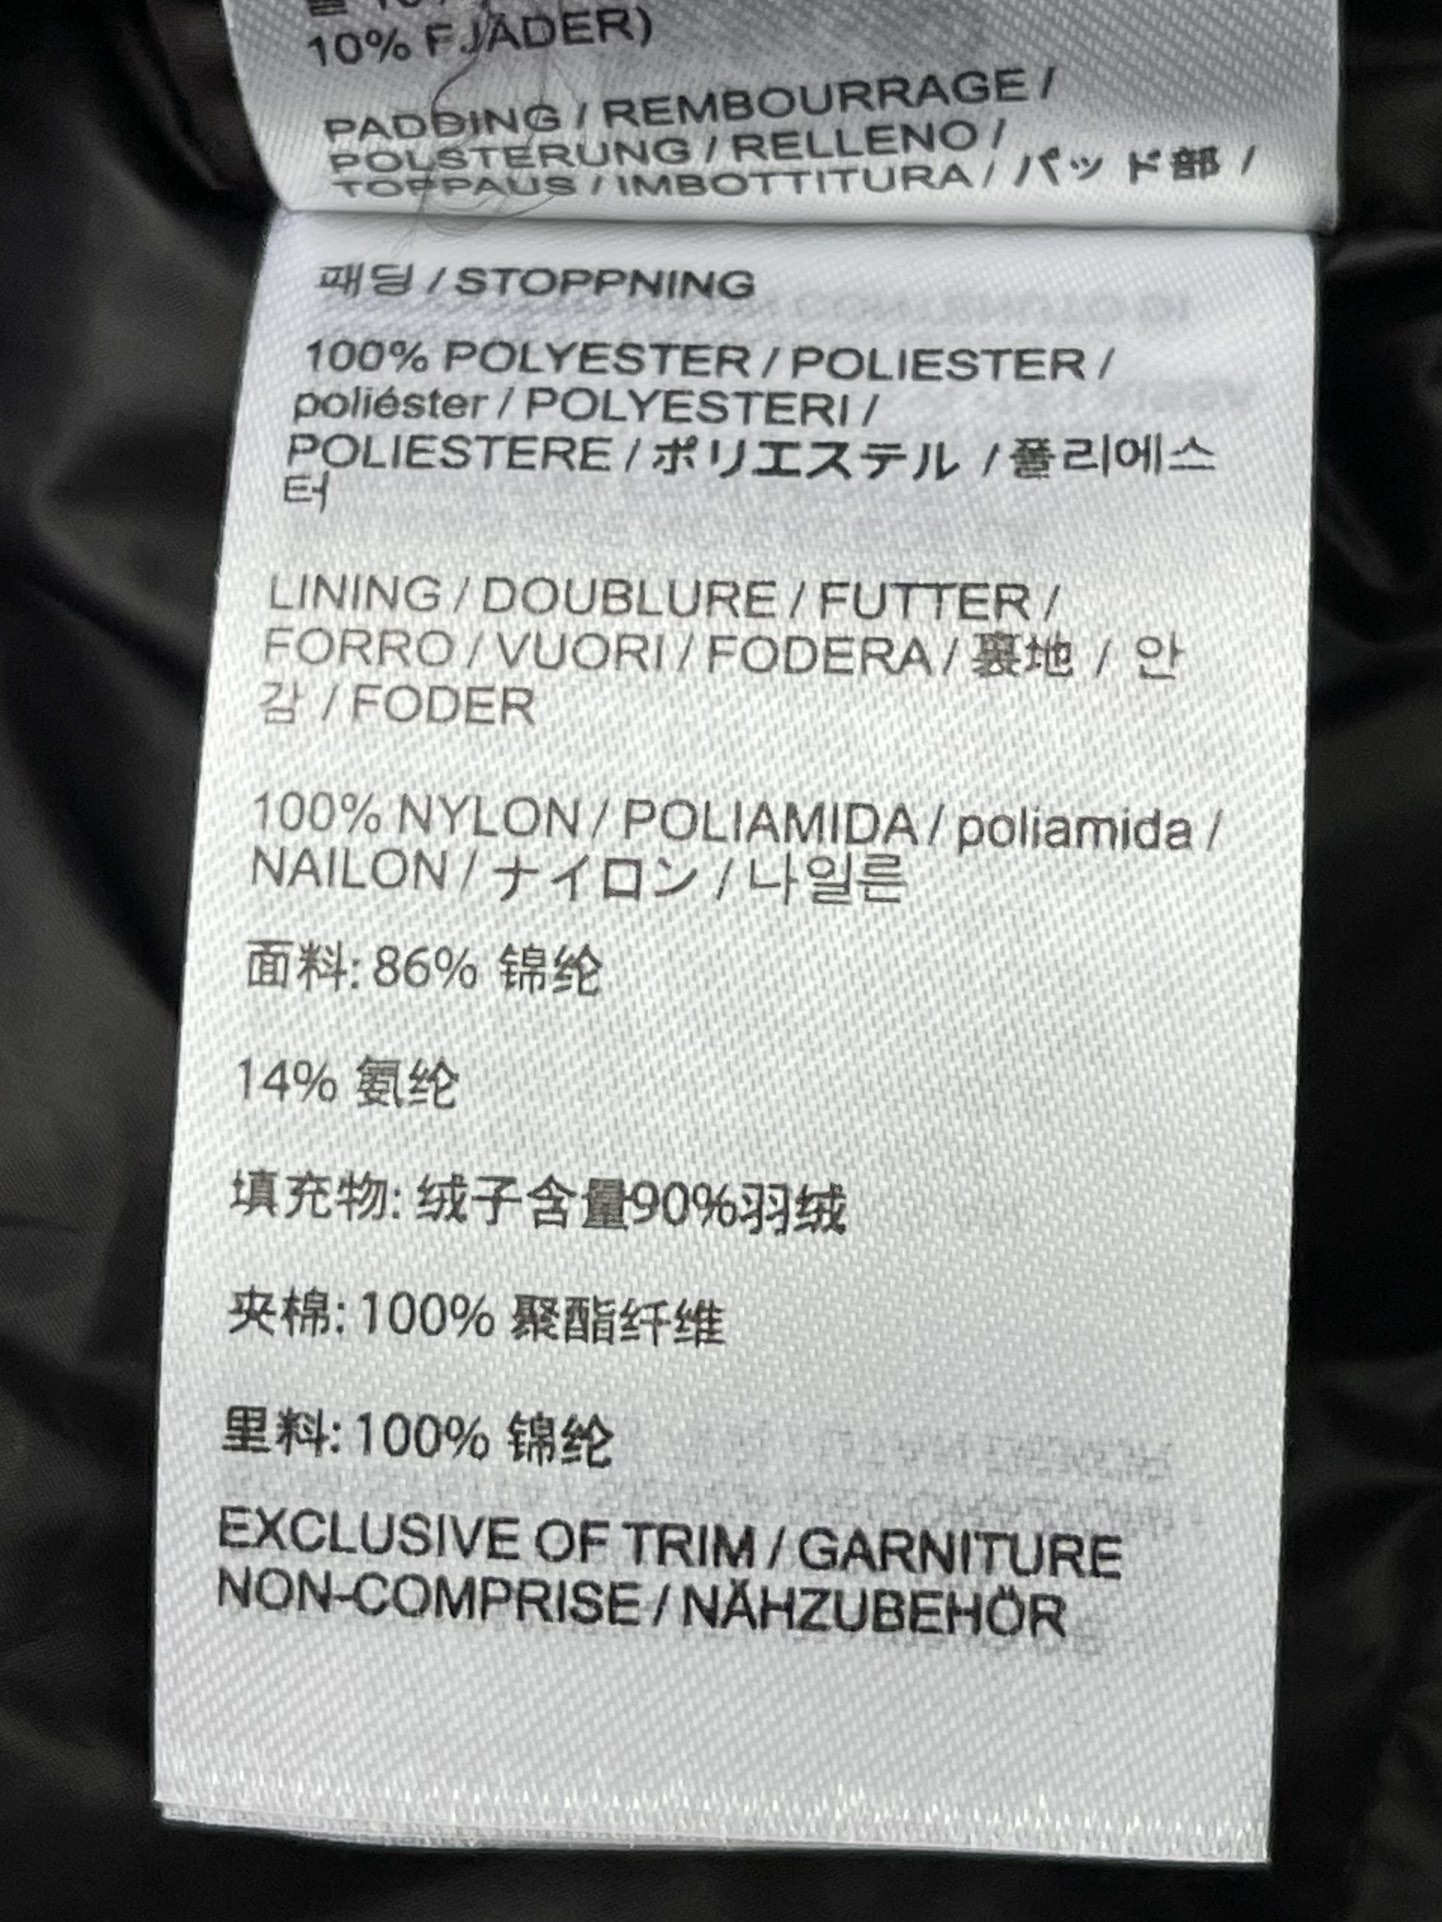 10% FJÄDER)
PADDING / REMBOURRAGE /
POLSTERUNG / RELLENO /
TOPPAUS / IMBOTTITURA / パッド部 /
패딩 / STOPPNING
100% POLYESTER / POLIESTER /
poliéster / POLYESTERI /
POLIESTERE / ポリエステル / 폴리에스
터
LINING / DOUBLURE / FUTTER /
FORRO / VUORI / FODERA / 裏地 / 안
감 / FODER
100% NYLON / POLIAMIDA / poliamida /
NAILON / ナイロン / 나일론
面料: 86% 锦纶
14% 氨纶
填充物: 绒子含量90%羽绒
夹棉: 100% 聚酯纤维
里料: 100% 锦纶
EXCLUSIVE OF TRIM / GARNITURE
NON-COMPRISE / NÄHZUBEHÖR